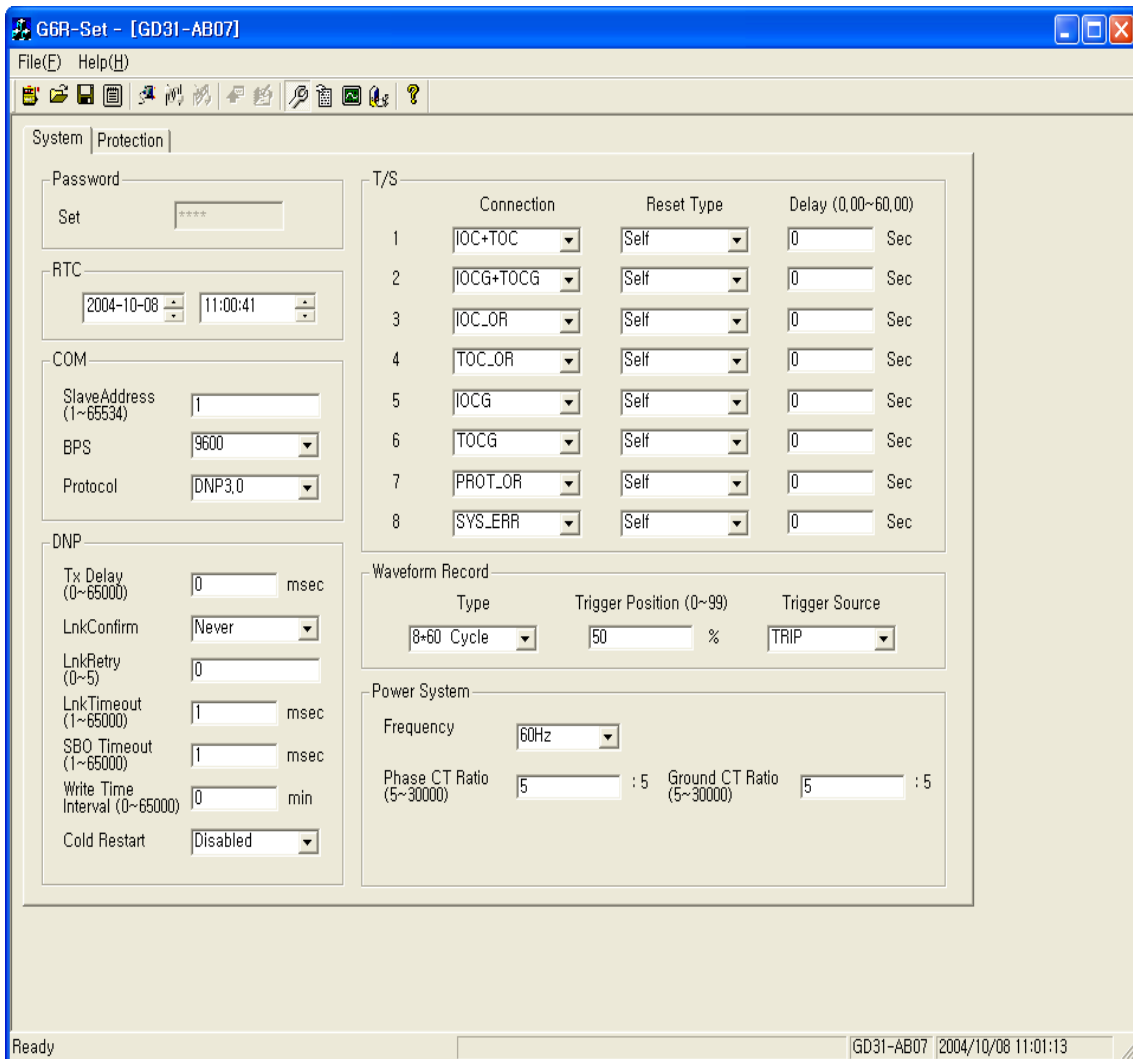 G6R-Set - [GD31-AB07]
File(F) Help(H)
System Protection
Password
Set ****
RTC
2004-10-08 11:00:41
COM
SlaveAddress
(1~65534)
1
BPS 9600
Protocol DNP3,0
DNP
Tx Delay
(0~65000)
0 msec
LnkConfirm Never
LnkRetry
(0~5)
0
LnkTimeout
(1~65000)
1 msec
SBO Timeout
(1~65000)
1 msec
Write Time
Interval (0~65000)
0 min
Cold Restart Disabled
T/S
Connection Reset Type Delay (0,00~60,00)
1 IOC+TOC Self 0 Sec
2 IOCG+TOCG Self 0 Sec
3 IOC_OR Self 0 Sec
4 TOC_OR Self 0 Sec
5 IOCG Self 0 Sec
6 TOCG Self 0 Sec
7 PROT_OR Self 0 Sec
8 SYS_ERR Self 0 Sec
Waveform Record
Type Trigger Position (0~99) Trigger Source
8*60 Cycle 50 % TRIP
Power System
Frequency 60Hz
Phase CT Ratio
(5~30000)
5 : 5
Ground CT Ratio
(5~30000)
5 : 5
Ready GD31-AB07 2004/10/08 11:01:13